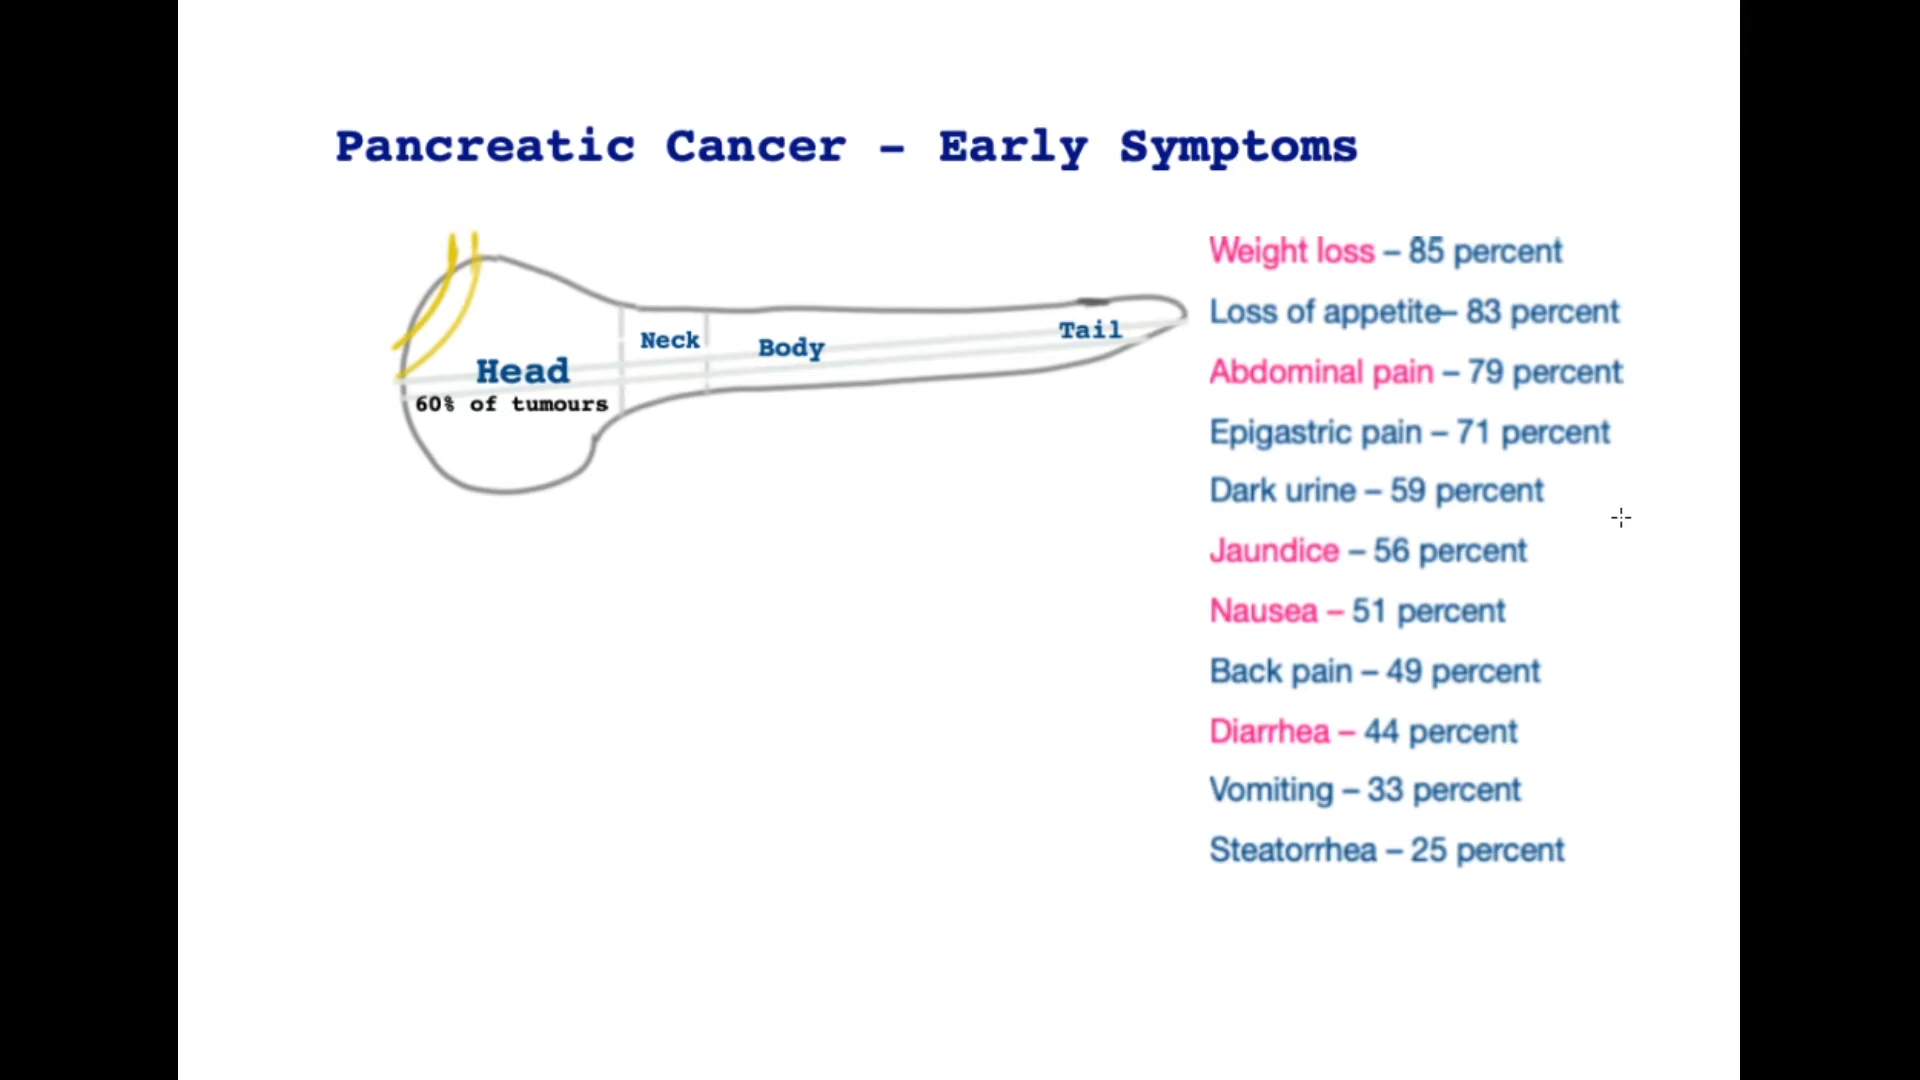 Pancreatic Cancer – Early Symptoms
Head
60% of tumours
Neck
Body
Tail
Weight loss – 85 percent
Loss of appetite– 83 percent
Abdominal pain – 79 percent
Epigastric pain – 71 percent
Dark urine – 59 percent
Jaundice – 56 percent
Nausea – 51 percent
Back pain – 49 percent
Diarrhea – 44 percent
Vomiting – 33 percent
Steatorrhea – 25 percent